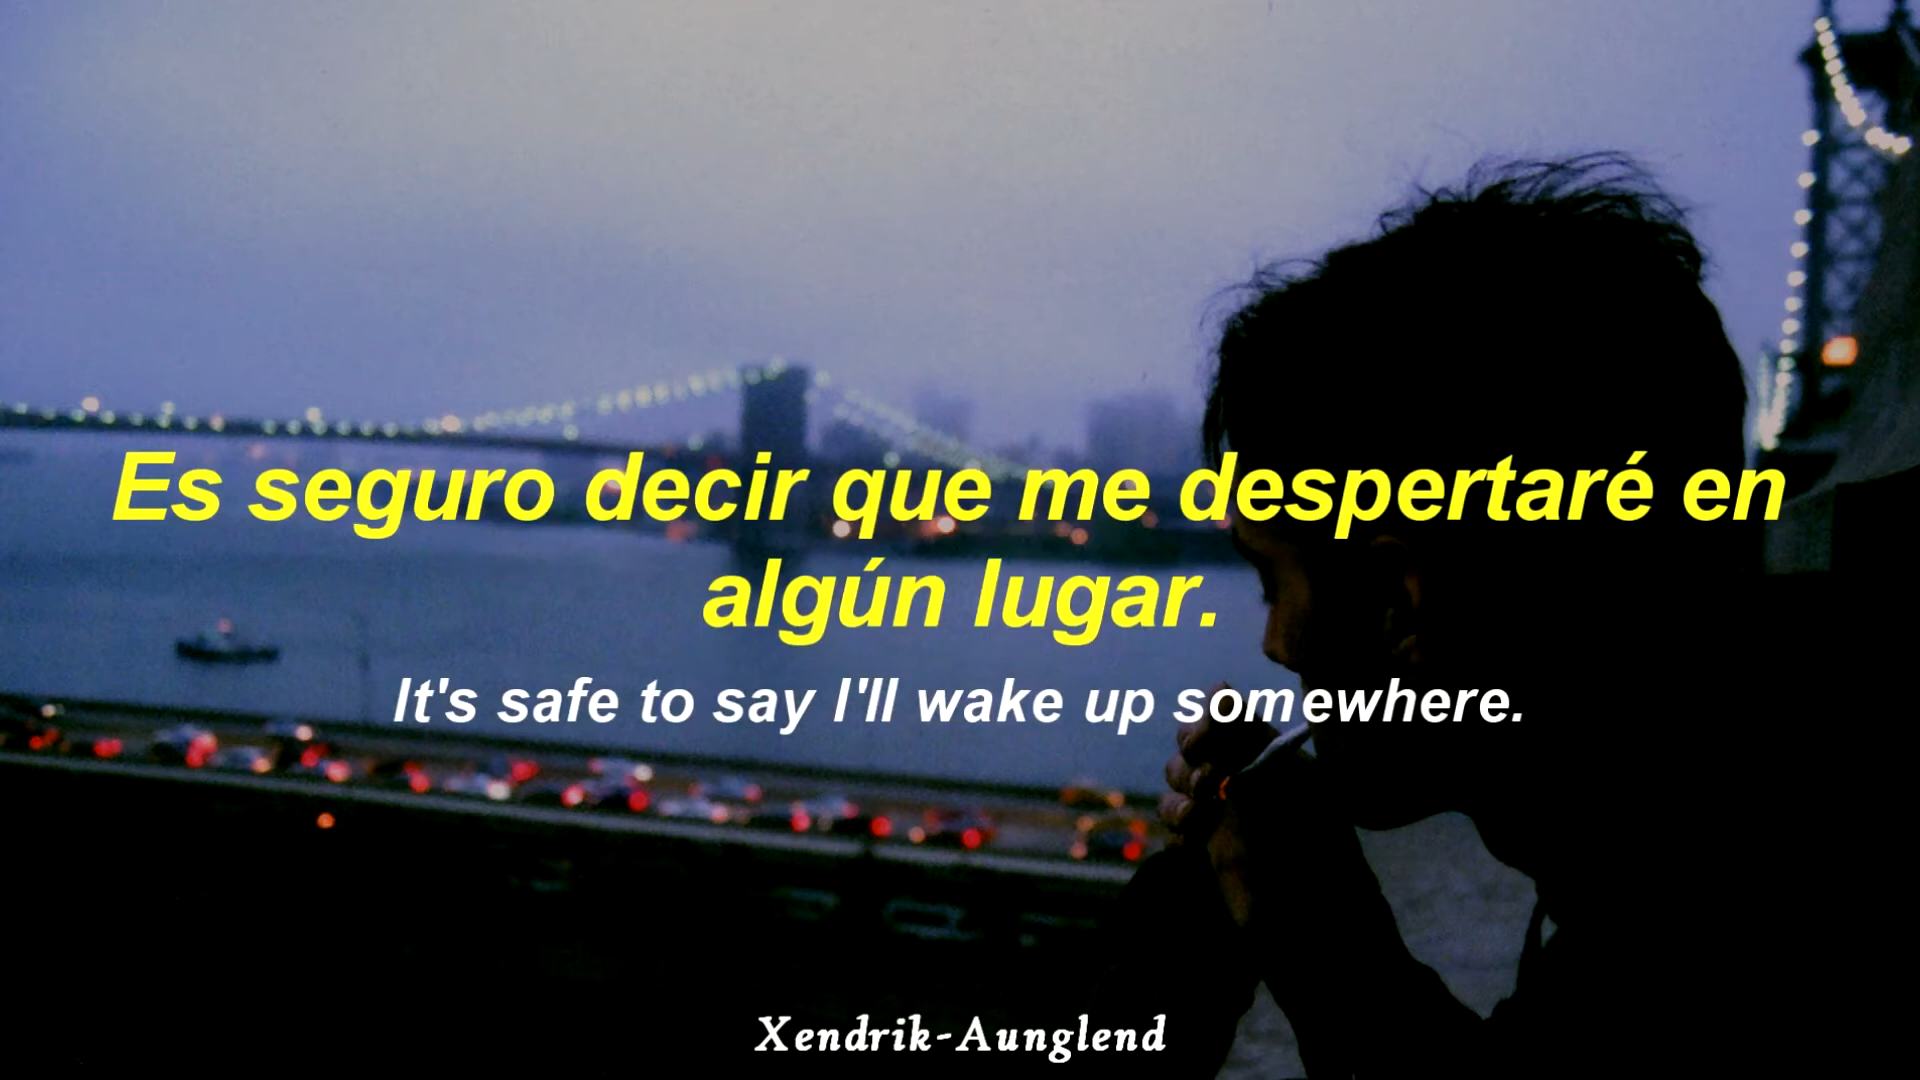 Es seguro decir que me despertaré en
algún lugar.
It's safe to say I'll wake up somewhere.
Xendrik-Aunglend